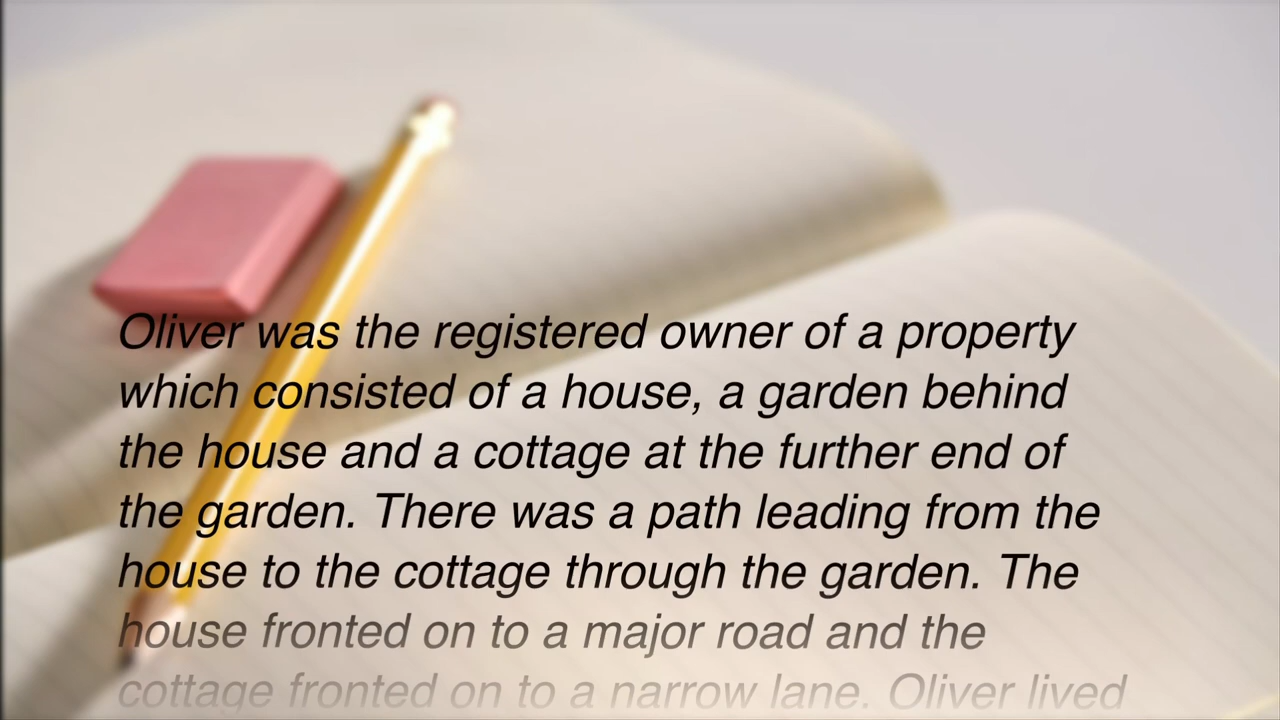 Oliver was the registered owner of a property
which consisted of a house, a garden behind
the house and a cottage at the further end of
the garden. There was a path leading from the
house to the cottage through the garden. The
house fronted on to a major road and the
cottage fronted on to a narrow lane. Oliver lived